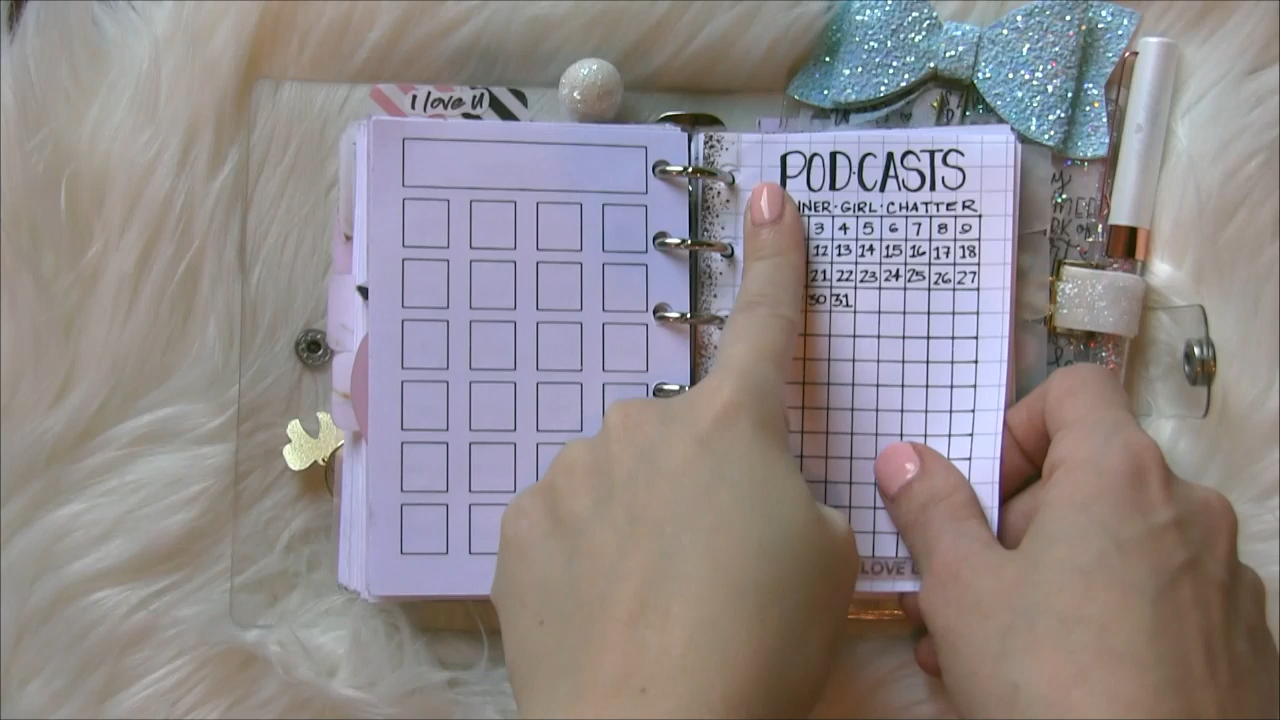 I love U
PODCASTS
NER·GIRL·CHATTER
3 4 5 6 7 8 9
12 13 14 15 16 17 18
21 22 23 24 25 26 27
30 31
LOVE